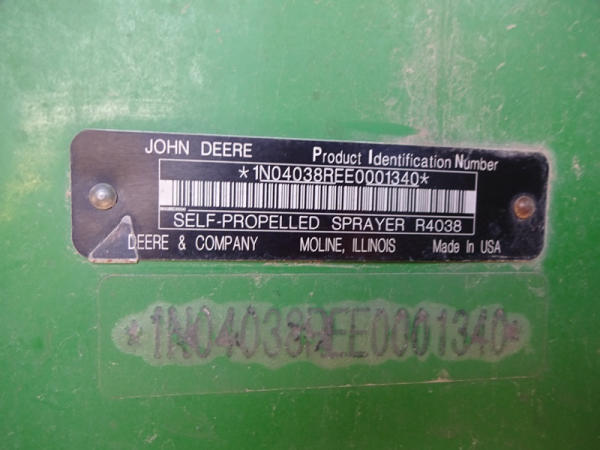 JOHN DEERE Product Identification Number
*1N04038REE0001340*
SELF-PROPELLED SPRAYER R4038
DEERE & COMPANY MOLINE, ILLINOIS Made In USA
*1N04038REE0001340*